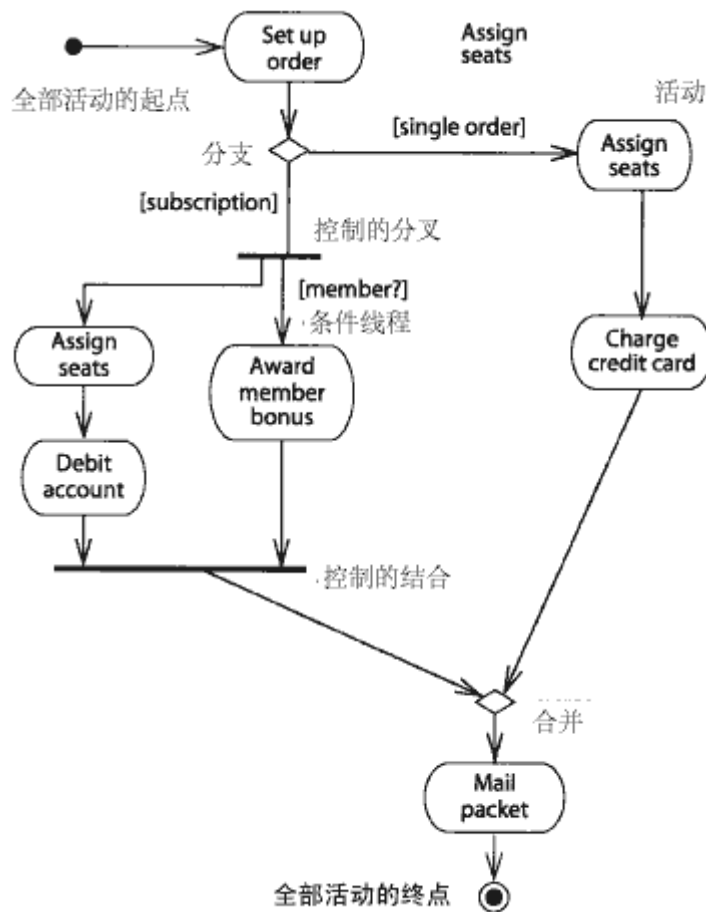 Set up
order
Assign
seats
全部活动的起点
活动
分支
[single order]
Assign
seats
[subscription]
控制的分叉
[member?]
条件线程
Assign
seats
Award
member
bonus
Charge
credit card
Debit
account
控制的结合
合并
Mail
packet
全部活动的终点